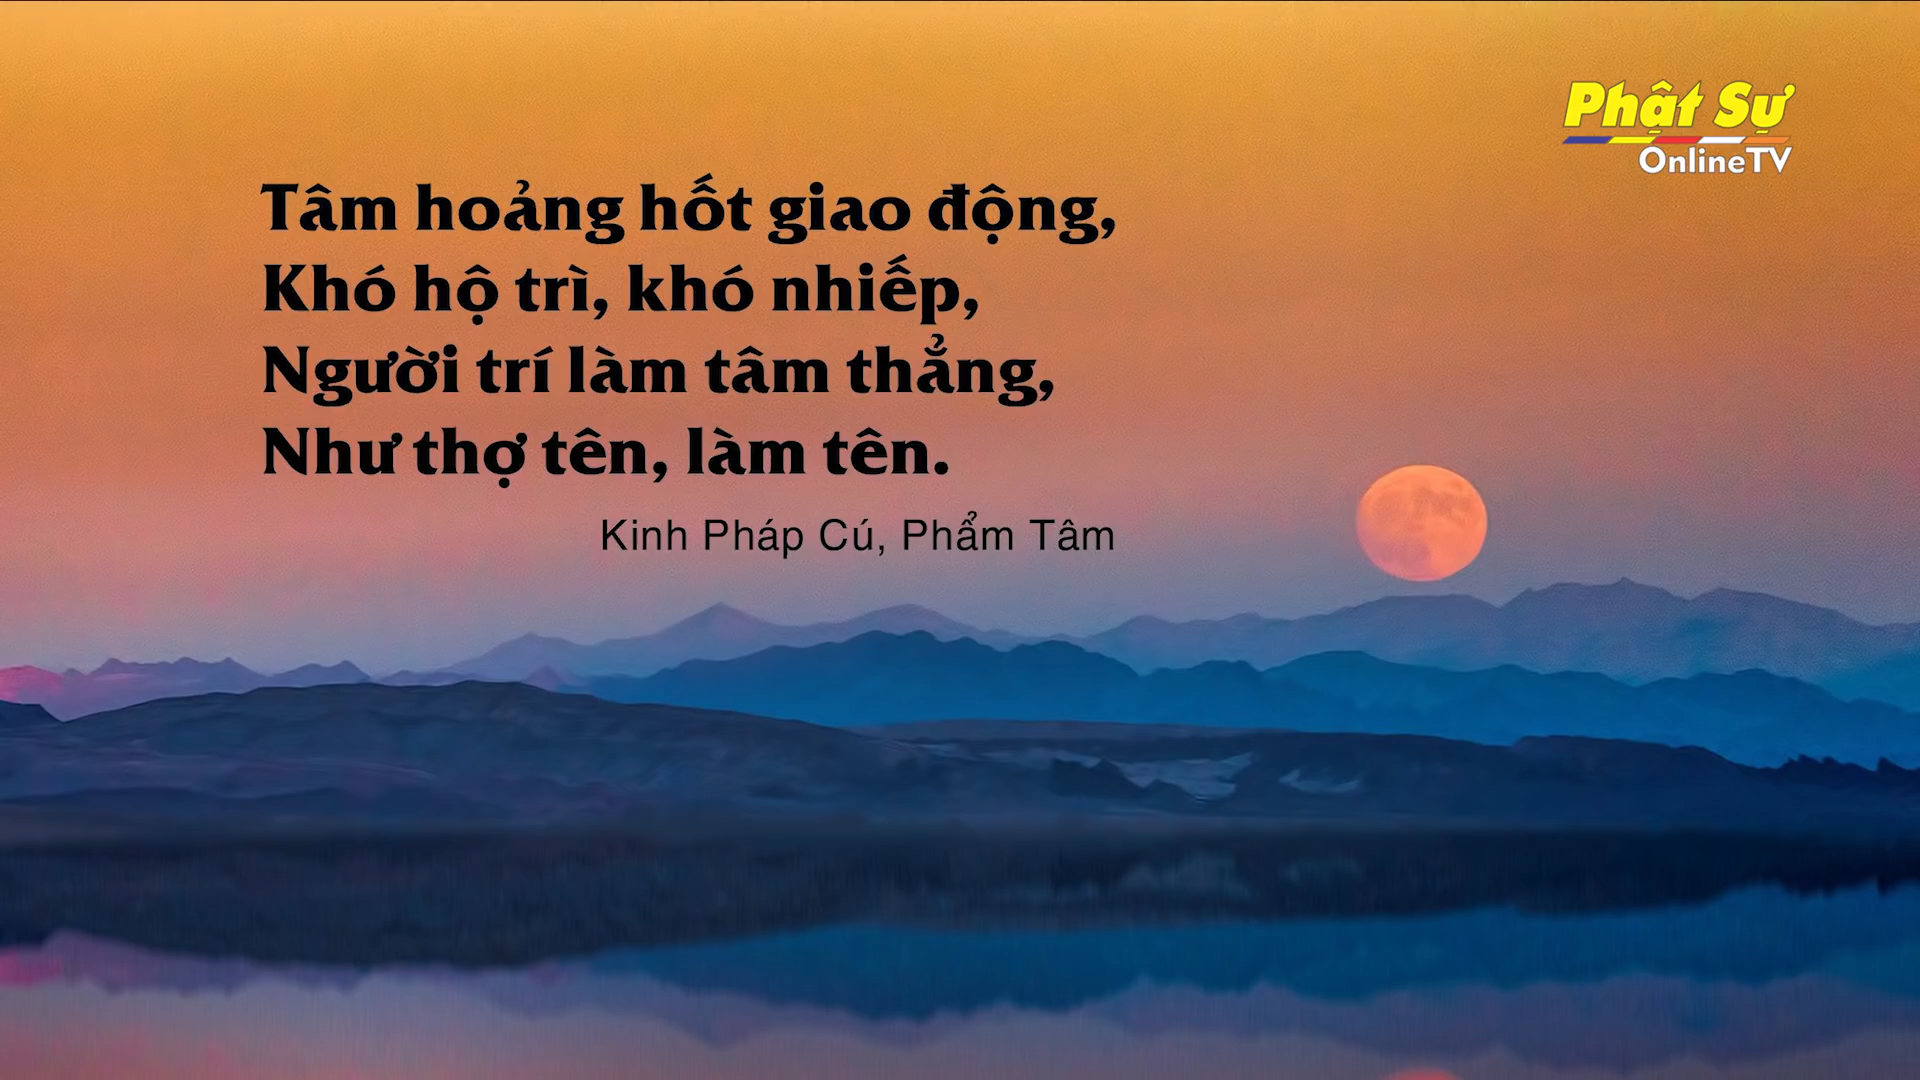 Phật Sự
OnlineTV
Tâm hoảng hốt giao động,
Khó hộ trì, khó nhiếp,
Người trí làm tâm thẳng,
Như thợ tên, làm tên.
Kinh Pháp Cú, Phẩm Tâm